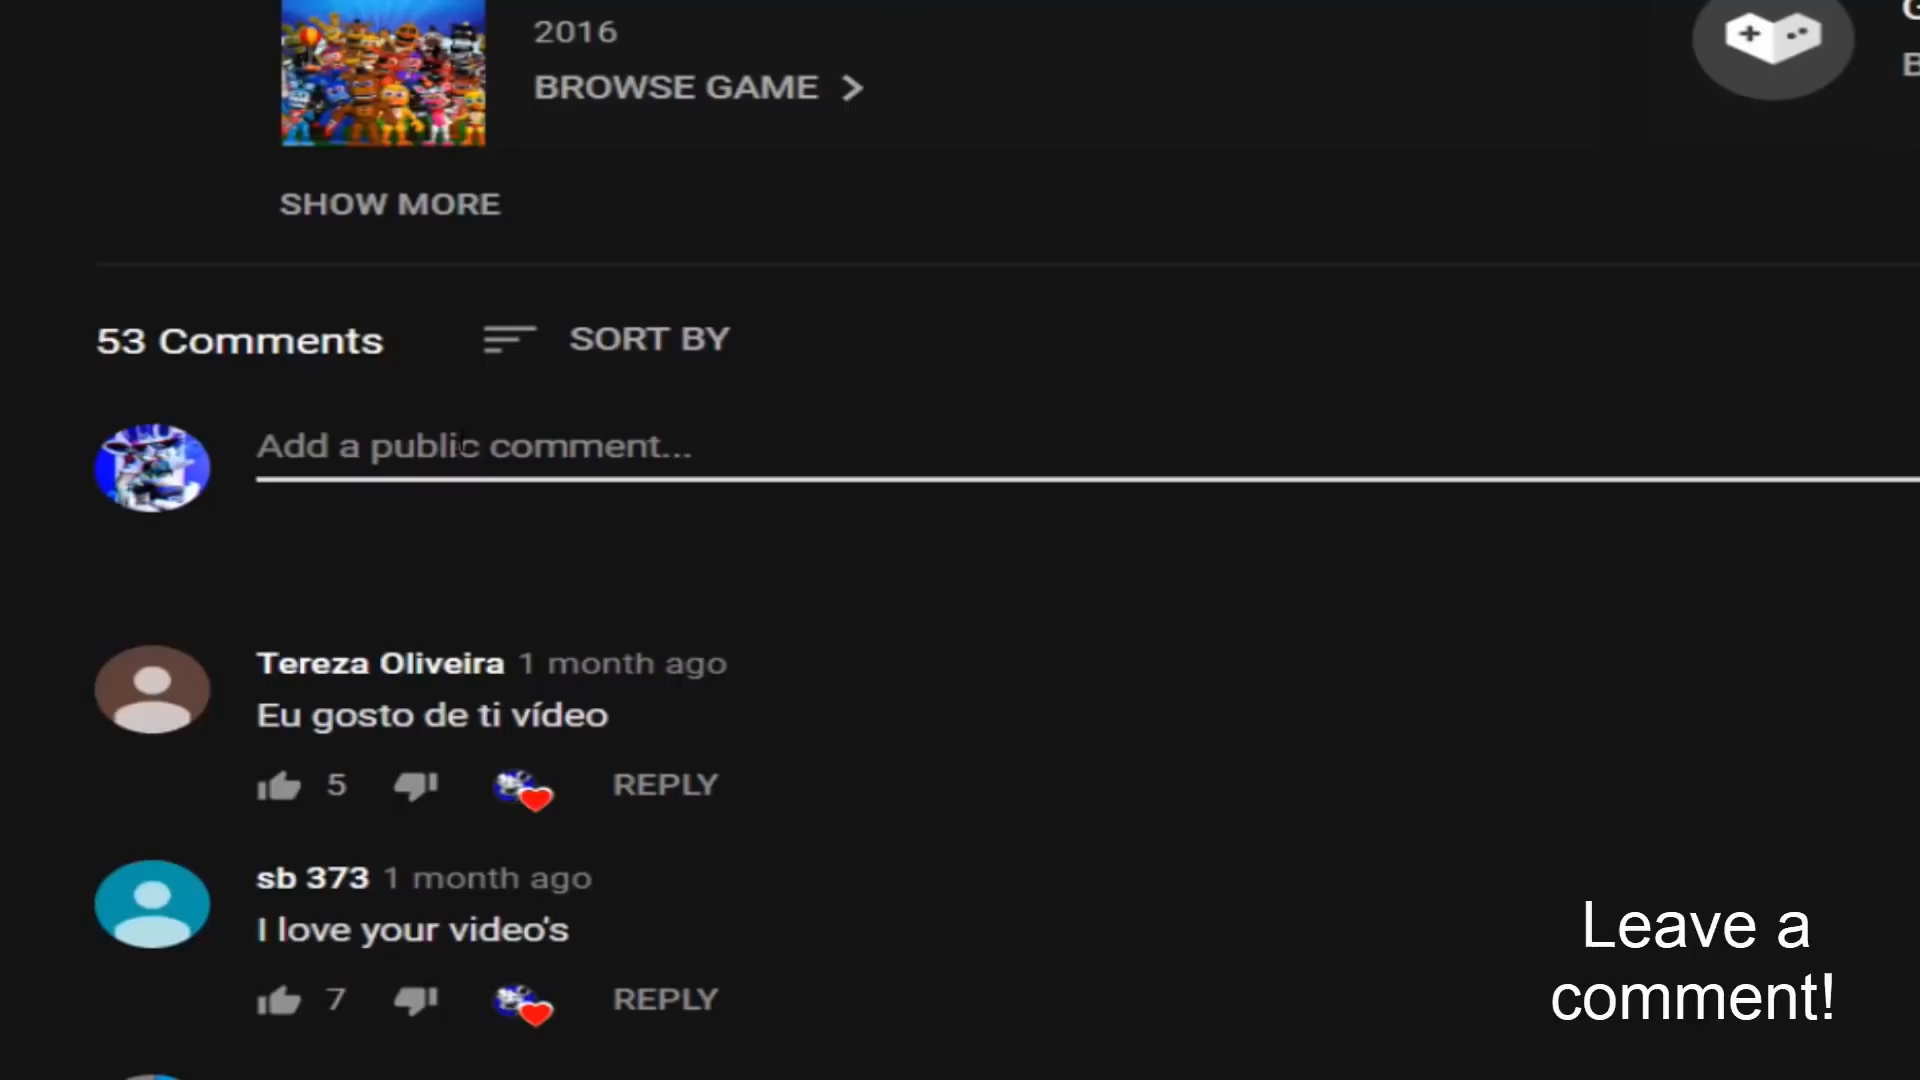 2016
BROWSE GAME
SHOW MORE
53 Comments
SORT BY
Add a public comment...
Tereza Oliveira 1 month ago
Eu gosto de ti vídeo
5
REPLY
sb 373 1 month ago
I love your video's
7
REPLY
Leave a
comment!